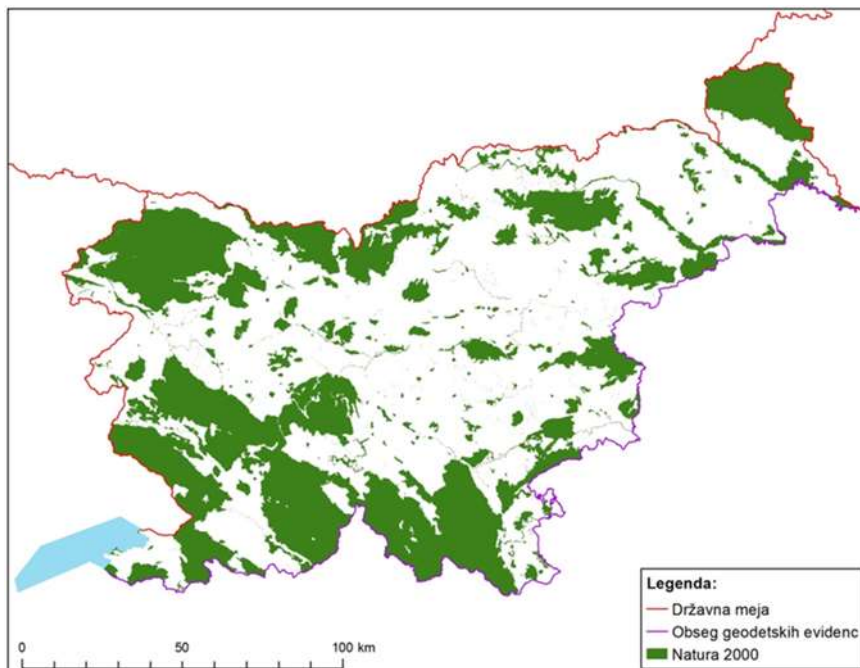 Legenda:
Državna meja
Obseg geodetskih evidenc
Natura 2000
0 50 100 km